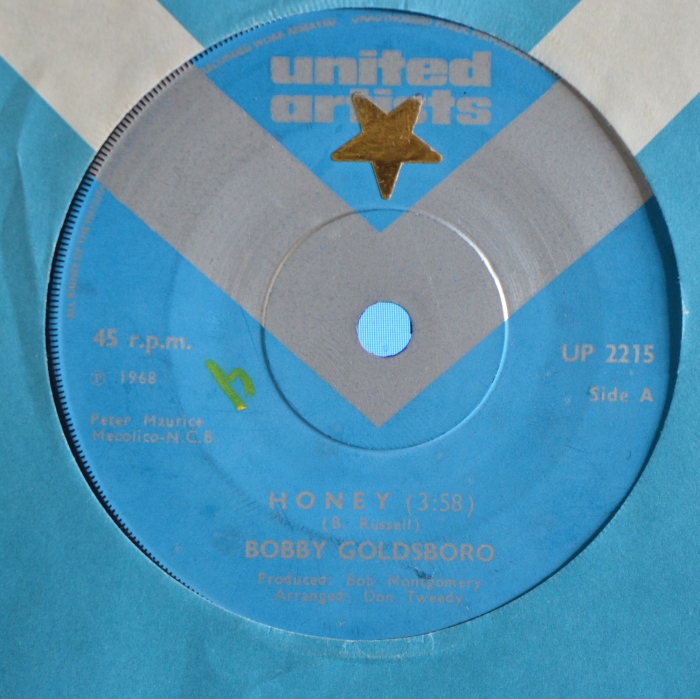 united
artists
45 r.p.m.
℗ 1968
Peter Maurice
Mecolico-N.C.B.
UP 2215
Side A
HONEY (3:58)
(B. Russell)
BOBBY GOLDSBORO
Produced: Bob Montgomery
Arranged: Don Tweedy